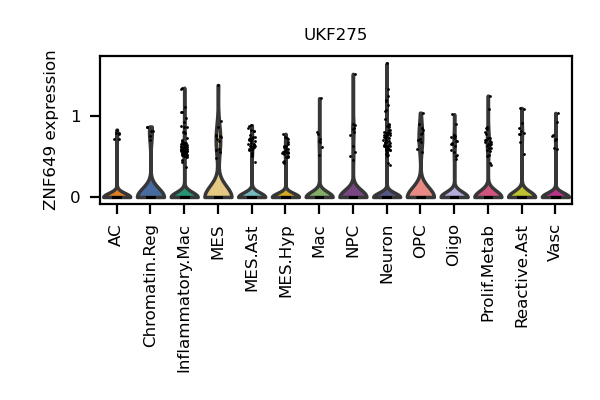 UKF275
ZNF649 expression
1
0
AC
Chromatin.Reg
Inflammatory.Mac
MES
MES.Ast
MES.Hyp
Mac
NPC
Neuron
OPC
Oligo
Prolif.Metab
Reactive.Ast
Vasc